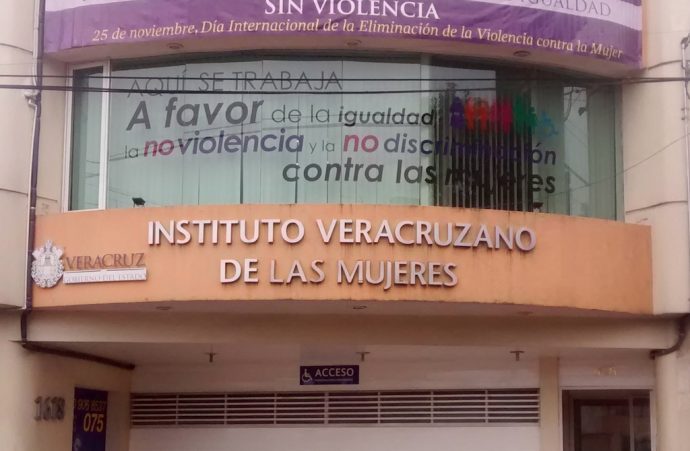 IGUALDAD
SIN VIOLENCIA
25 de noviembre, Día Internacional de la Eliminación de la Violencia contra la Mujer
AQUÍ SE TRABAJA
A favor de la igualdad,
la noviolencia y la no discriminación
contra las mujeres
INSTITUTO VERACRUZANO
DE LAS MUJERES
VERACRUZ
GOBIERNO DEL ESTADO
ACCESO
1618
075